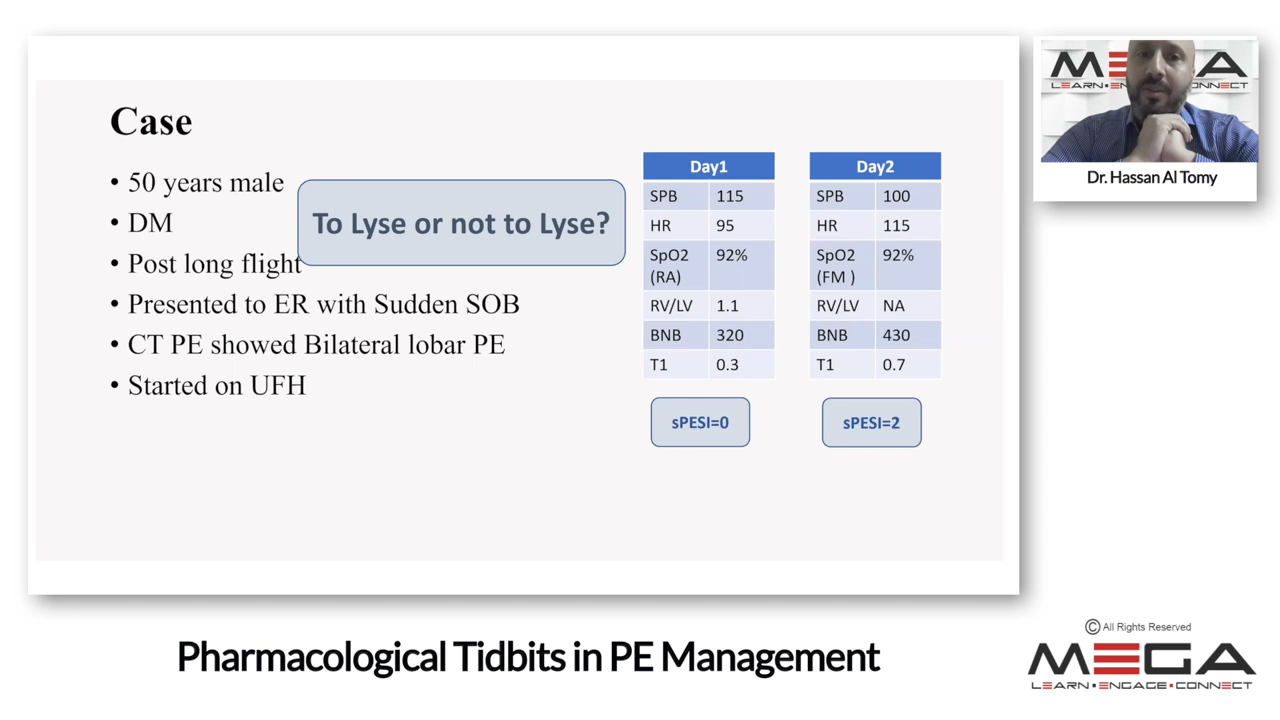 Case
• 50 years male
• DM
• Post long flight
• Presented to ER with Sudden SOB
• CT PE showed Bilateral lobar PE
• Started on UFH
To Lyse or not to Lyse?
Day1
SPB 115
HR 95
SpO2 (RA) 92%
RV/LV 1.1
BNB 320
T1 0.3
sPESI=0
Day2
SPB 100
HR 115
SpO2 (FM ) 92%
RV/LV NA
BNB 430
T1 0.7
sPESI=2
MEGA
Dr. Hassan Al Tomy
Pharmacological Tidbits in PE Management
© All Rights Reserved
MEGA
LEARN•ENGAGE•CONNECT